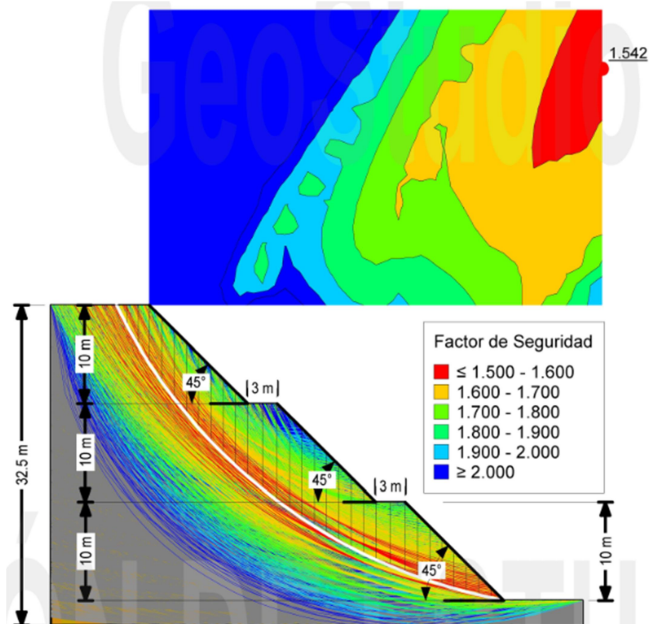 GeoStudio
1.542
Factor de Seguridad
≤ 1.500 - 1.600
1.600 - 1.700
1.700 - 1.800
1.800 - 1.900
1.900 - 2.000
≥ 2.000
10 m
45°
3 m
32.5 m
10 m
45°
3 m
10 m
45°
10 m